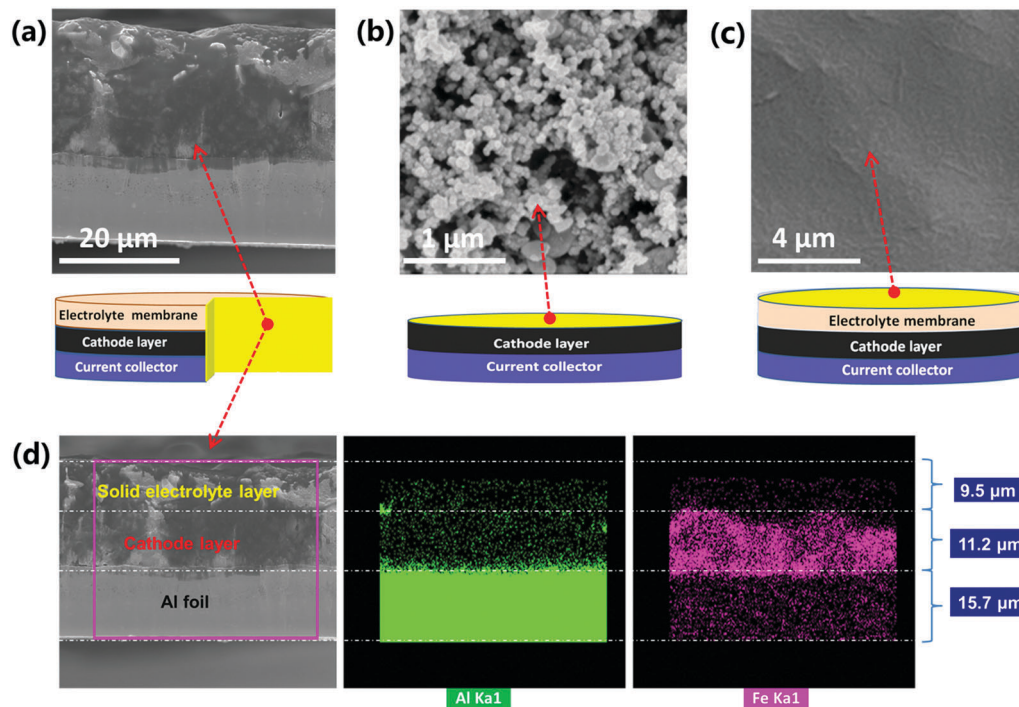 (a)
20 μm
Electrolyte membrane
Cathode layer
Current collector
(b)
1 μm
Cathode layer
Current collector
(c)
4 μm
Electrolyte membrane
Cathode layer
Current collector
(d)
Solid electrolyte layer
Cathode layer
Al foil
Al Ka1
Fe Ka1
9.5 μm
11.2 μm
15.7 μm